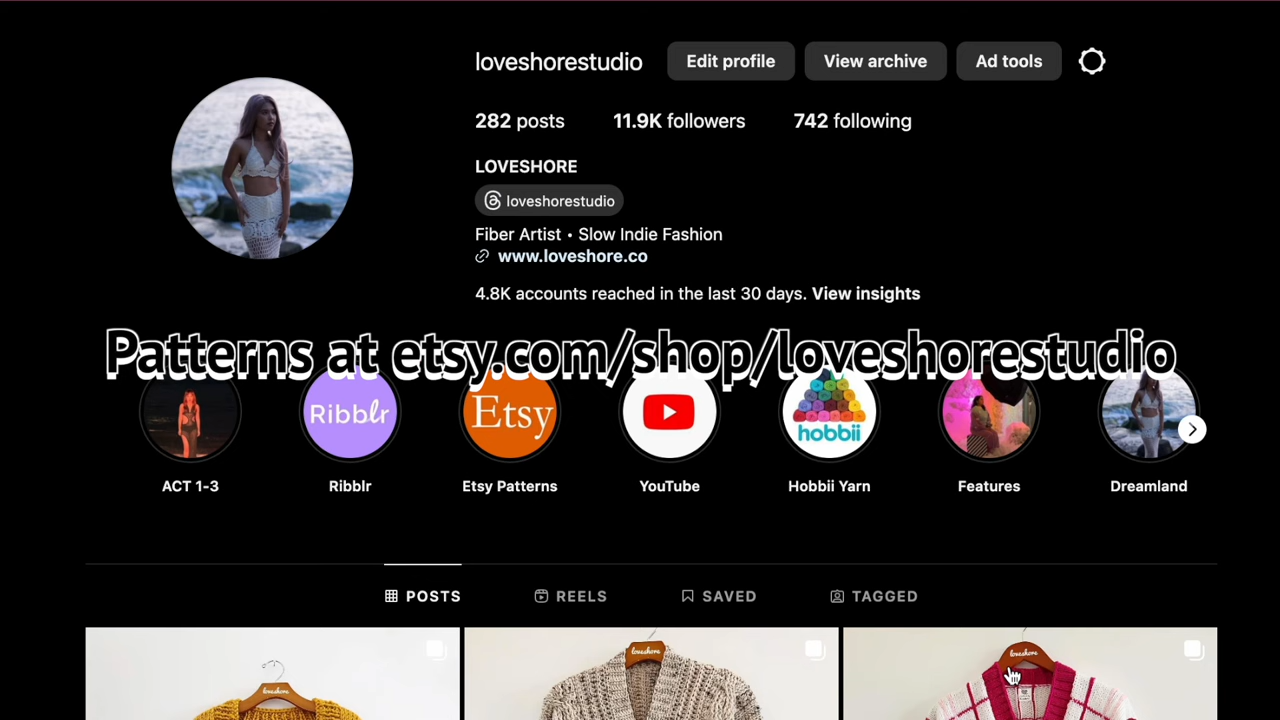 loveshorestudio Edit profile View archive Ad tools
282 posts 11.9K followers 742 following
LOVESHORE
loveshorestudio
Fiber Artist • Slow Indie Fashion
www.loveshore.co
4.8K accounts reached in the last 30 days. View insights
Patterns at etsy.com/shop/loveshorestudio
Ribblr Etsy hobbii
ACT 1-3 Ribblr Etsy Patterns YouTube Hobbii Yarn Features Dreamland
POSTS REELS SAVED TAGGED
loveshore loveshore loveshore